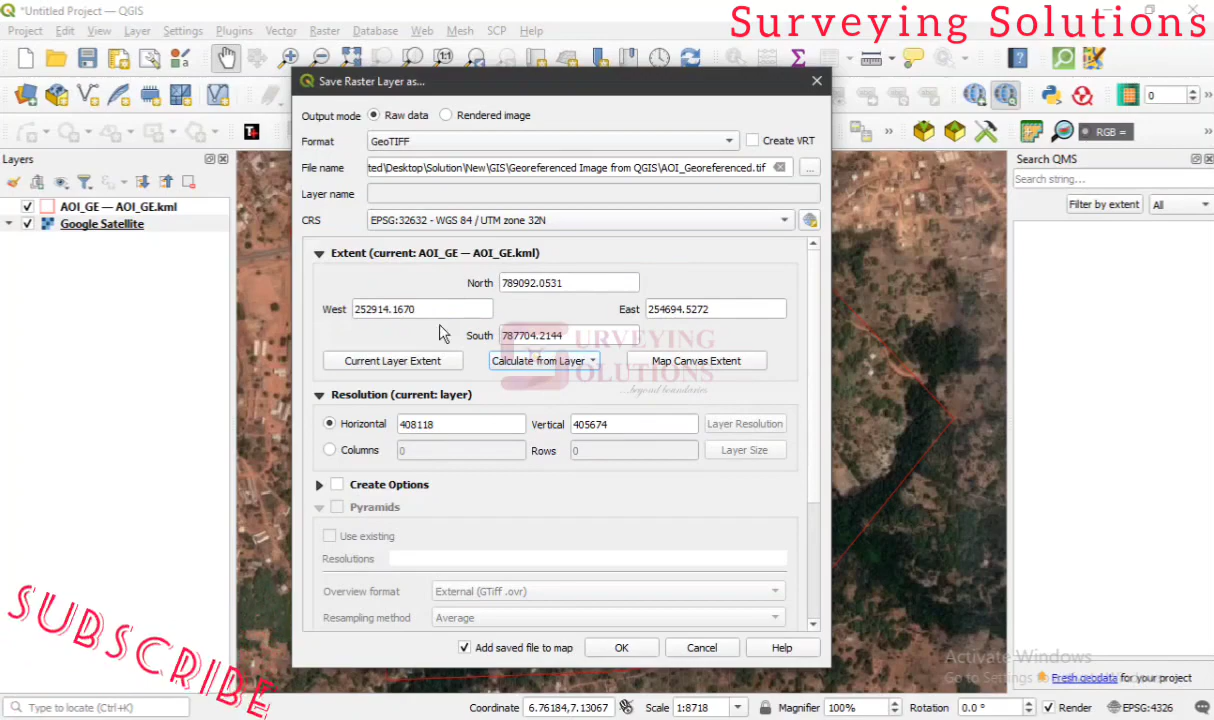 *Untitled Project — QGIS
Surveying Solutions
Project Edit View Layer Settings Plugins Vector Raster Database Web Mesh SCP Help
0
RGB =
Save Raster Layer as...
Output mode Raw data Rendered image
Format GeoTIFF Create VRT
File name ted\Desktop\Solution\New\GIS\Georeferenced Image from QGIS\AOI_Georeferenced.tif ...
Layer name
CRS EPSG:32632 - WGS 84 / UTM zone 32N
Extent (current: AOI_GE — AOI_GE.kml)
North 789092.0531
West 252914.1670 East 254694.5272
South 787704.2144
Current Layer Extent Calculate from Layer Map Canvas Extent
SURVEYING
SOLUTIONS
...beyond boundaries
Resolution (current: layer)
Horizontal 408118 Vertical 405674 Layer Resolution
Columns 0 Rows 0 Layer Size
Create Options
Pyramids
Use existing
Resolutions
Overview format External (GTiff .ovr)
Resampling method Average
Add saved file to map OK Cancel Help
Layers
AOI_GE — AOI_GE.kml
Google Satellite
Search QMS
Search string...
Filter by extent All
SUBSCRIBE
Activate Windows
Go to Settings to
Fresh geodata for your project
Type to locate (Ctrl+K) Coordinate 6.76184,7.13067 Scale 1:8718 Magnifier 100% Rotation 0.0 ° Render EPSG:4326